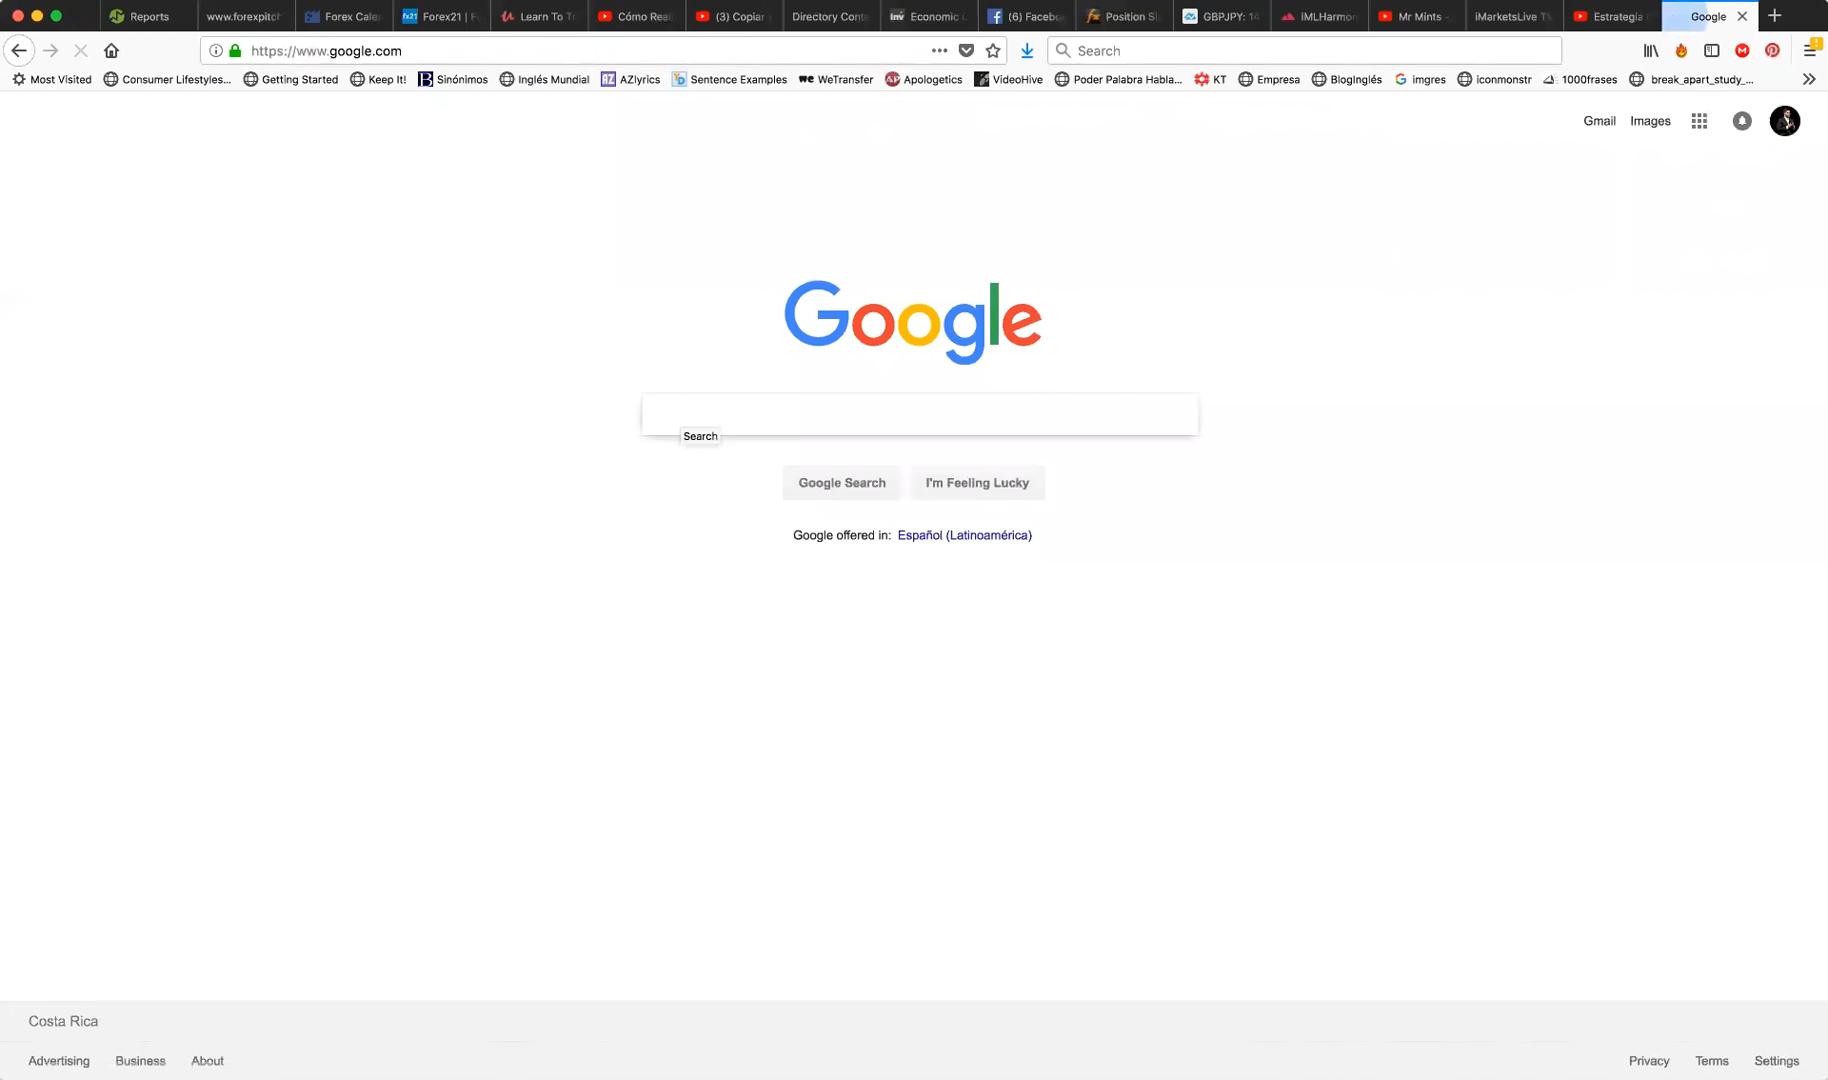 Reports www.forexpitch Forex Calen Forex21 | F Learn To Tr Cómo Reali (3) Copiar Directory Conte Economic C (6) Facebo Position Si GBPJPY: 14 iMLHarmon Mr Mints - iMarketsLive TV Estrategia Google
https://www.google.com Search
Most Visited Consumer Lifestyles... Getting Started Keep It! Sinónimos Inglés Mundial AZlyrics Sentence Examples WeTransfer Apologetics VideoHive Poder Palabra Habla... KT Empresa BlogInglés imgres iconmonstr 1000frases break_apart_study_...
Gmail Images
Google
Search
Google Search I'm Feeling Lucky
Google offered in: Español (Latinoamérica)
Costa Rica
Advertising Business About Privacy Terms Settings